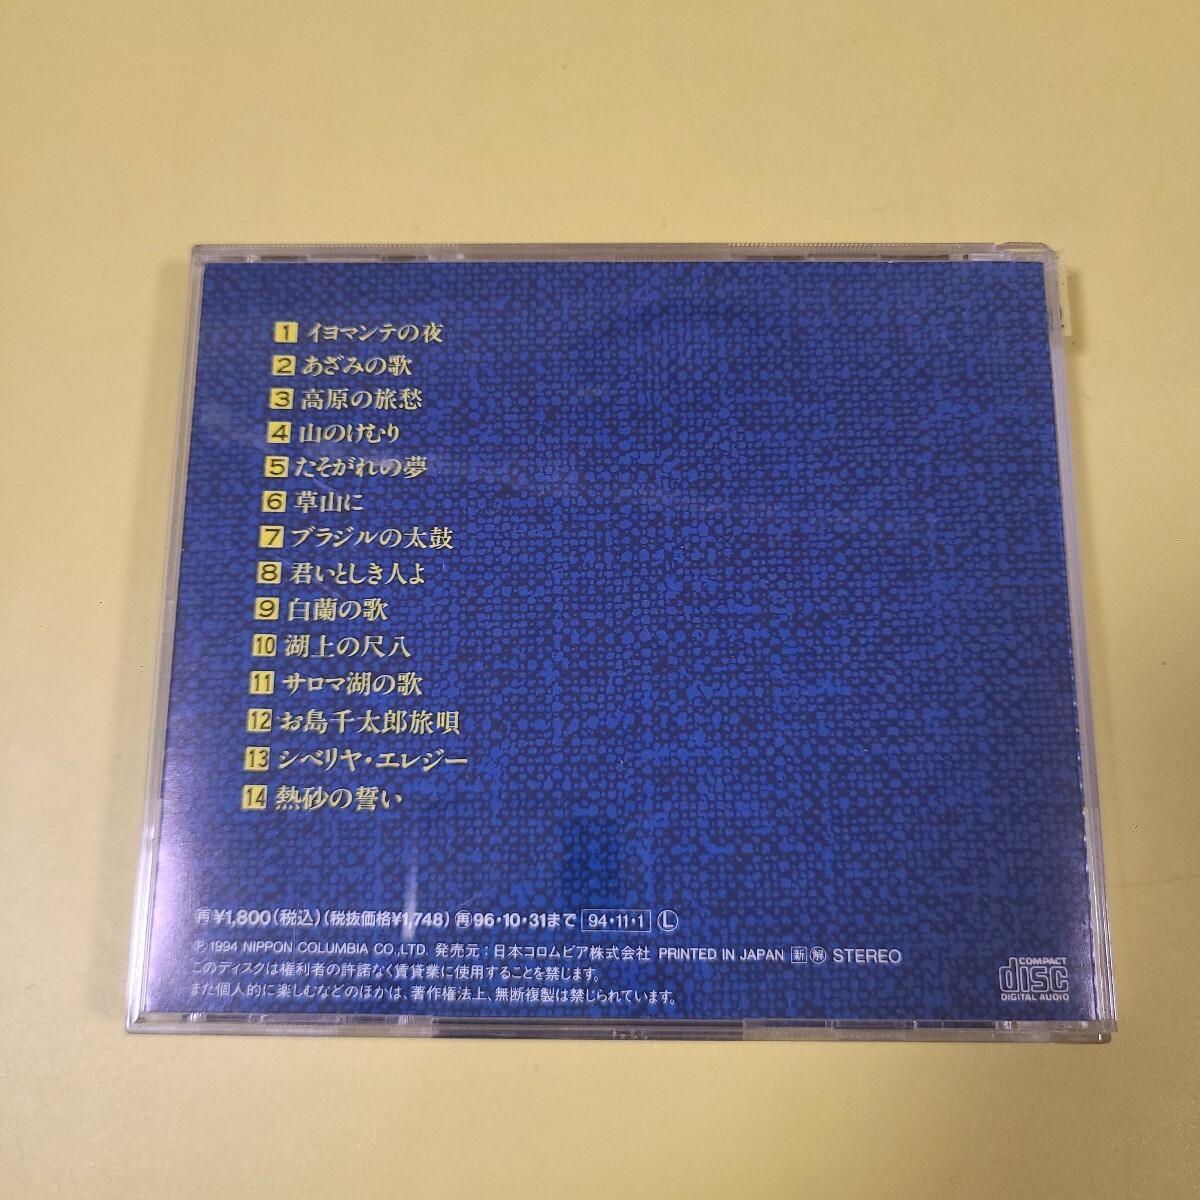 1 イヨマンテの夜
2 あざみの歌
3 高原の旅愁
4 山のけむり
5 たそがれの夢
6 草山に
7 ブラジルの太鼓
8 君いとしき人よ
9 白蘭の歌
10 湖上の尺八
11 サロマ湖の歌
12 お島千太郎旅唄
13 シベリヤ・エレジー
14 熱砂の誓い
再¥1,800(税込)(税抜価格¥1,748) 再96・10・31まで 94・11・1 L
℗1994 NIPPON COLUMBIA CO.,LTD. 発売元:日本コロムビア株式会社 PRINTED IN JAPAN 新 解 STEREO
このディスクは権利者の許諾なく賃貸業に使用することを禁じます。
また個人的に楽しむなどのほかは、著作権法上、無断複製は禁じられています。
COMPACT
disc
DIGITAL AUDIO